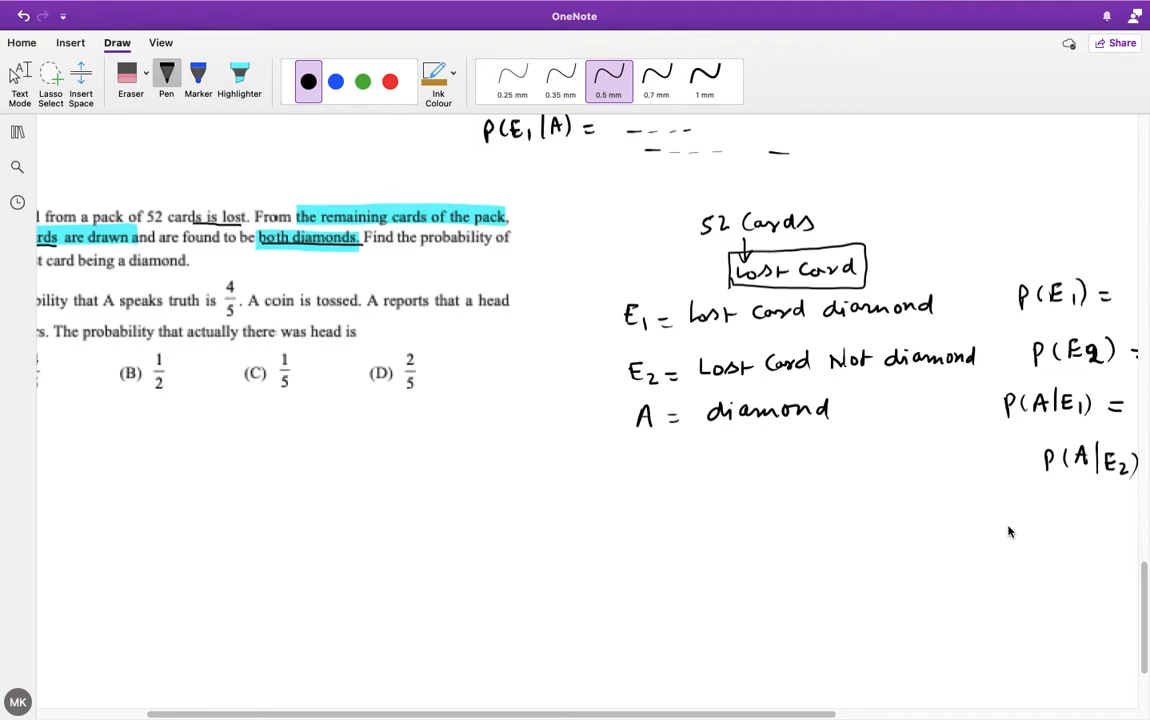 OneNote
Home Insert Draw View
Share
Text Mode
Lasso Select
Insert Space
Eraser
Pen
Marker
Highlighter
Ink Colour
0.25 mm
0.35 mm
0.5 mm
0.7 mm
1 mm
P(E₁|A) =
l from a pack of 52 cards is lost. From the remaining cards of the pack,
rds are drawn and are found to be both diamonds. Find the probability of
t card being a diamond.
bility that A speaks truth is 4/5. A coin is tossed. A reports that a head
s. The probability that actually there was head is
(B) 1/2 (C) 1/5 (D) 2/5
52 Cards
Lost Card
E₁ = Lost Card diamond
E₂ = Lost Card Not diamond
A = diamond
P(E₁) =
P(E2) =
P(A|E₁) =
P(A|E₂)
MK